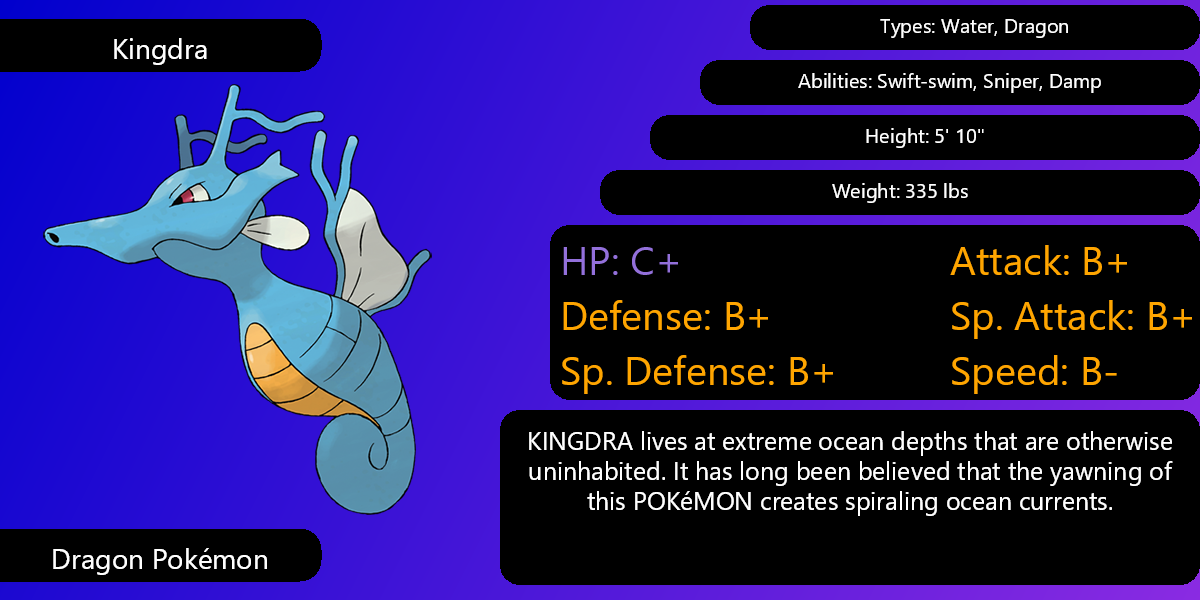 Kingdra
Types: Water, Dragon
Abilities: Swift-swim, Sniper, Damp
Height: 5' 10"
Weight: 335 lbs
HP: C+
Attack: B+
Defense: B+
Sp. Attack: B+
Sp. Defense: B+
Speed: B-
KINGDRA lives at extreme ocean depths that are otherwise
uninhabited. It has long been believed that the yawning of
this POKéMON creates spiraling ocean currents.
Dragon Pokémon